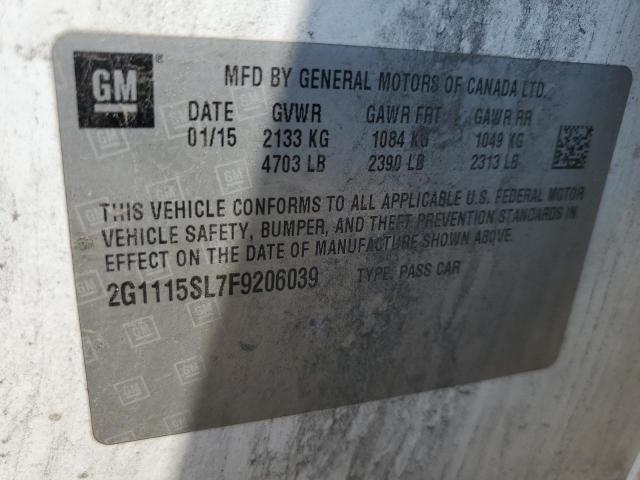 GM ®
MFD BY GENERAL MOTORS OF CANADA LTD.
DATE GVWR GAWR FRT GAWR RR
01/15 2133 KG 1084 KG 1049 KG
4703 LB 2390 LB 2313 LB
THIS VEHICLE CONFORMS TO ALL APPLICABLE U.S. FEDERAL MOTOR
VEHICLE SAFETY, BUMPER, AND THEFT PREVENTION STANDARDS IN
EFFECT ON THE DATE OF MANUFACTURE SHOWN ABOVE.
2G1115SL7F9206039 TYPE: PASS CAR